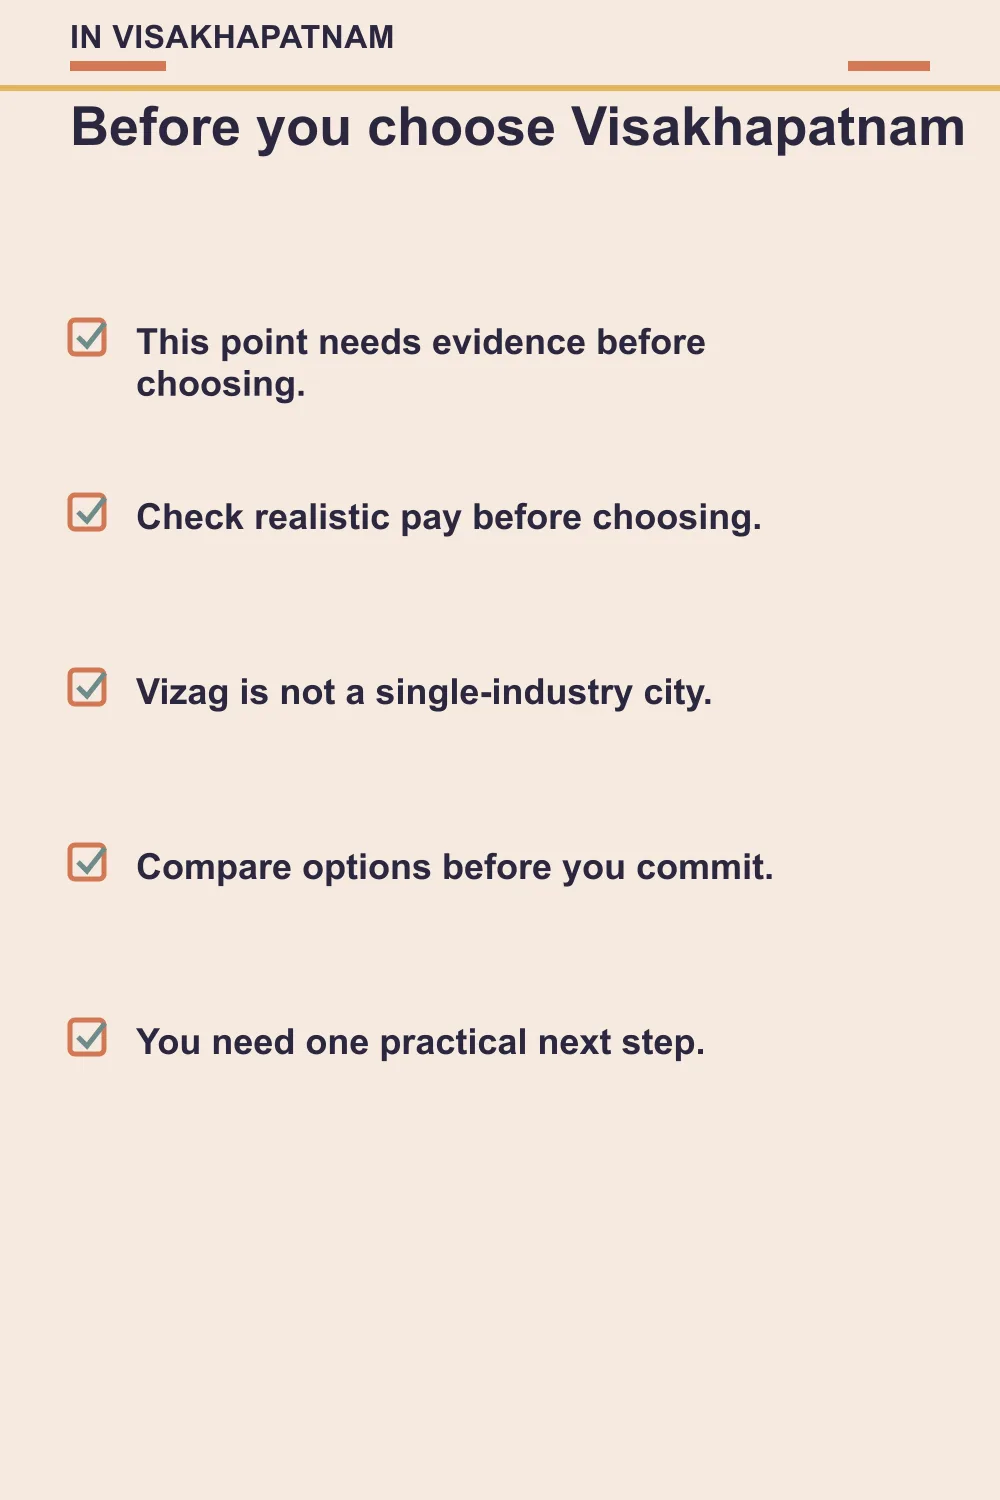 IN VISAKHAPATNAM
Before you choose Visakhapatnam
This point needs evidence before
choosing.
Check realistic pay before choosing.
Vizag is not a single-industry city.
Compare options before you commit.
You need one practical next step.